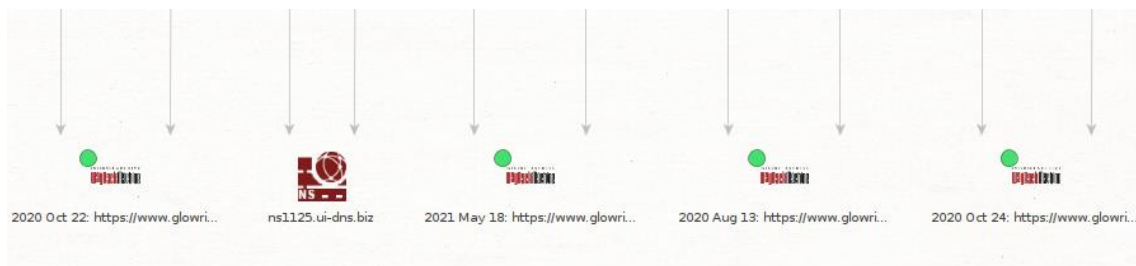 NS
2020 Oct 22: https://www.glowri...
ns1125.ui-dns.biz
2021 May 18: https://www.glowri...
2020 Aug 13: https://www.glowri...
2020 Oct 24: https://www.glowri...